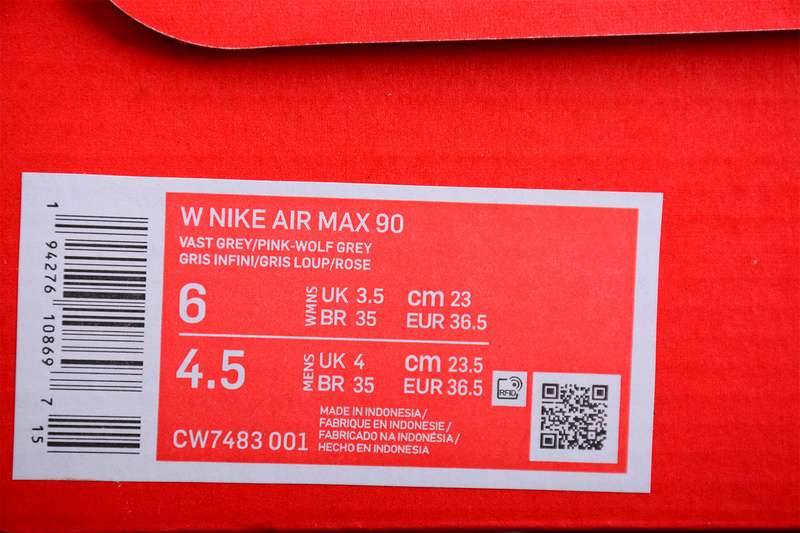 W NIKE AIR MAX 90
VAST GREY/PINK-WOLF GREY
GRIS INFINI/GRIS LOUP/ROSE
6
WMNS
UK 3.5 cm 23
BR 35 EUR 36.5
4.5
MENS
UK 4 cm 23.5
BR 35 EUR 36.5
RFID
CW7483 001
MADE IN INDONESIA/
FABRIQUE EN INDONESIE/
FABRICADO NA INDONÉSIA/
HECHO EN INDONESIA
1 94276 10869 7 15